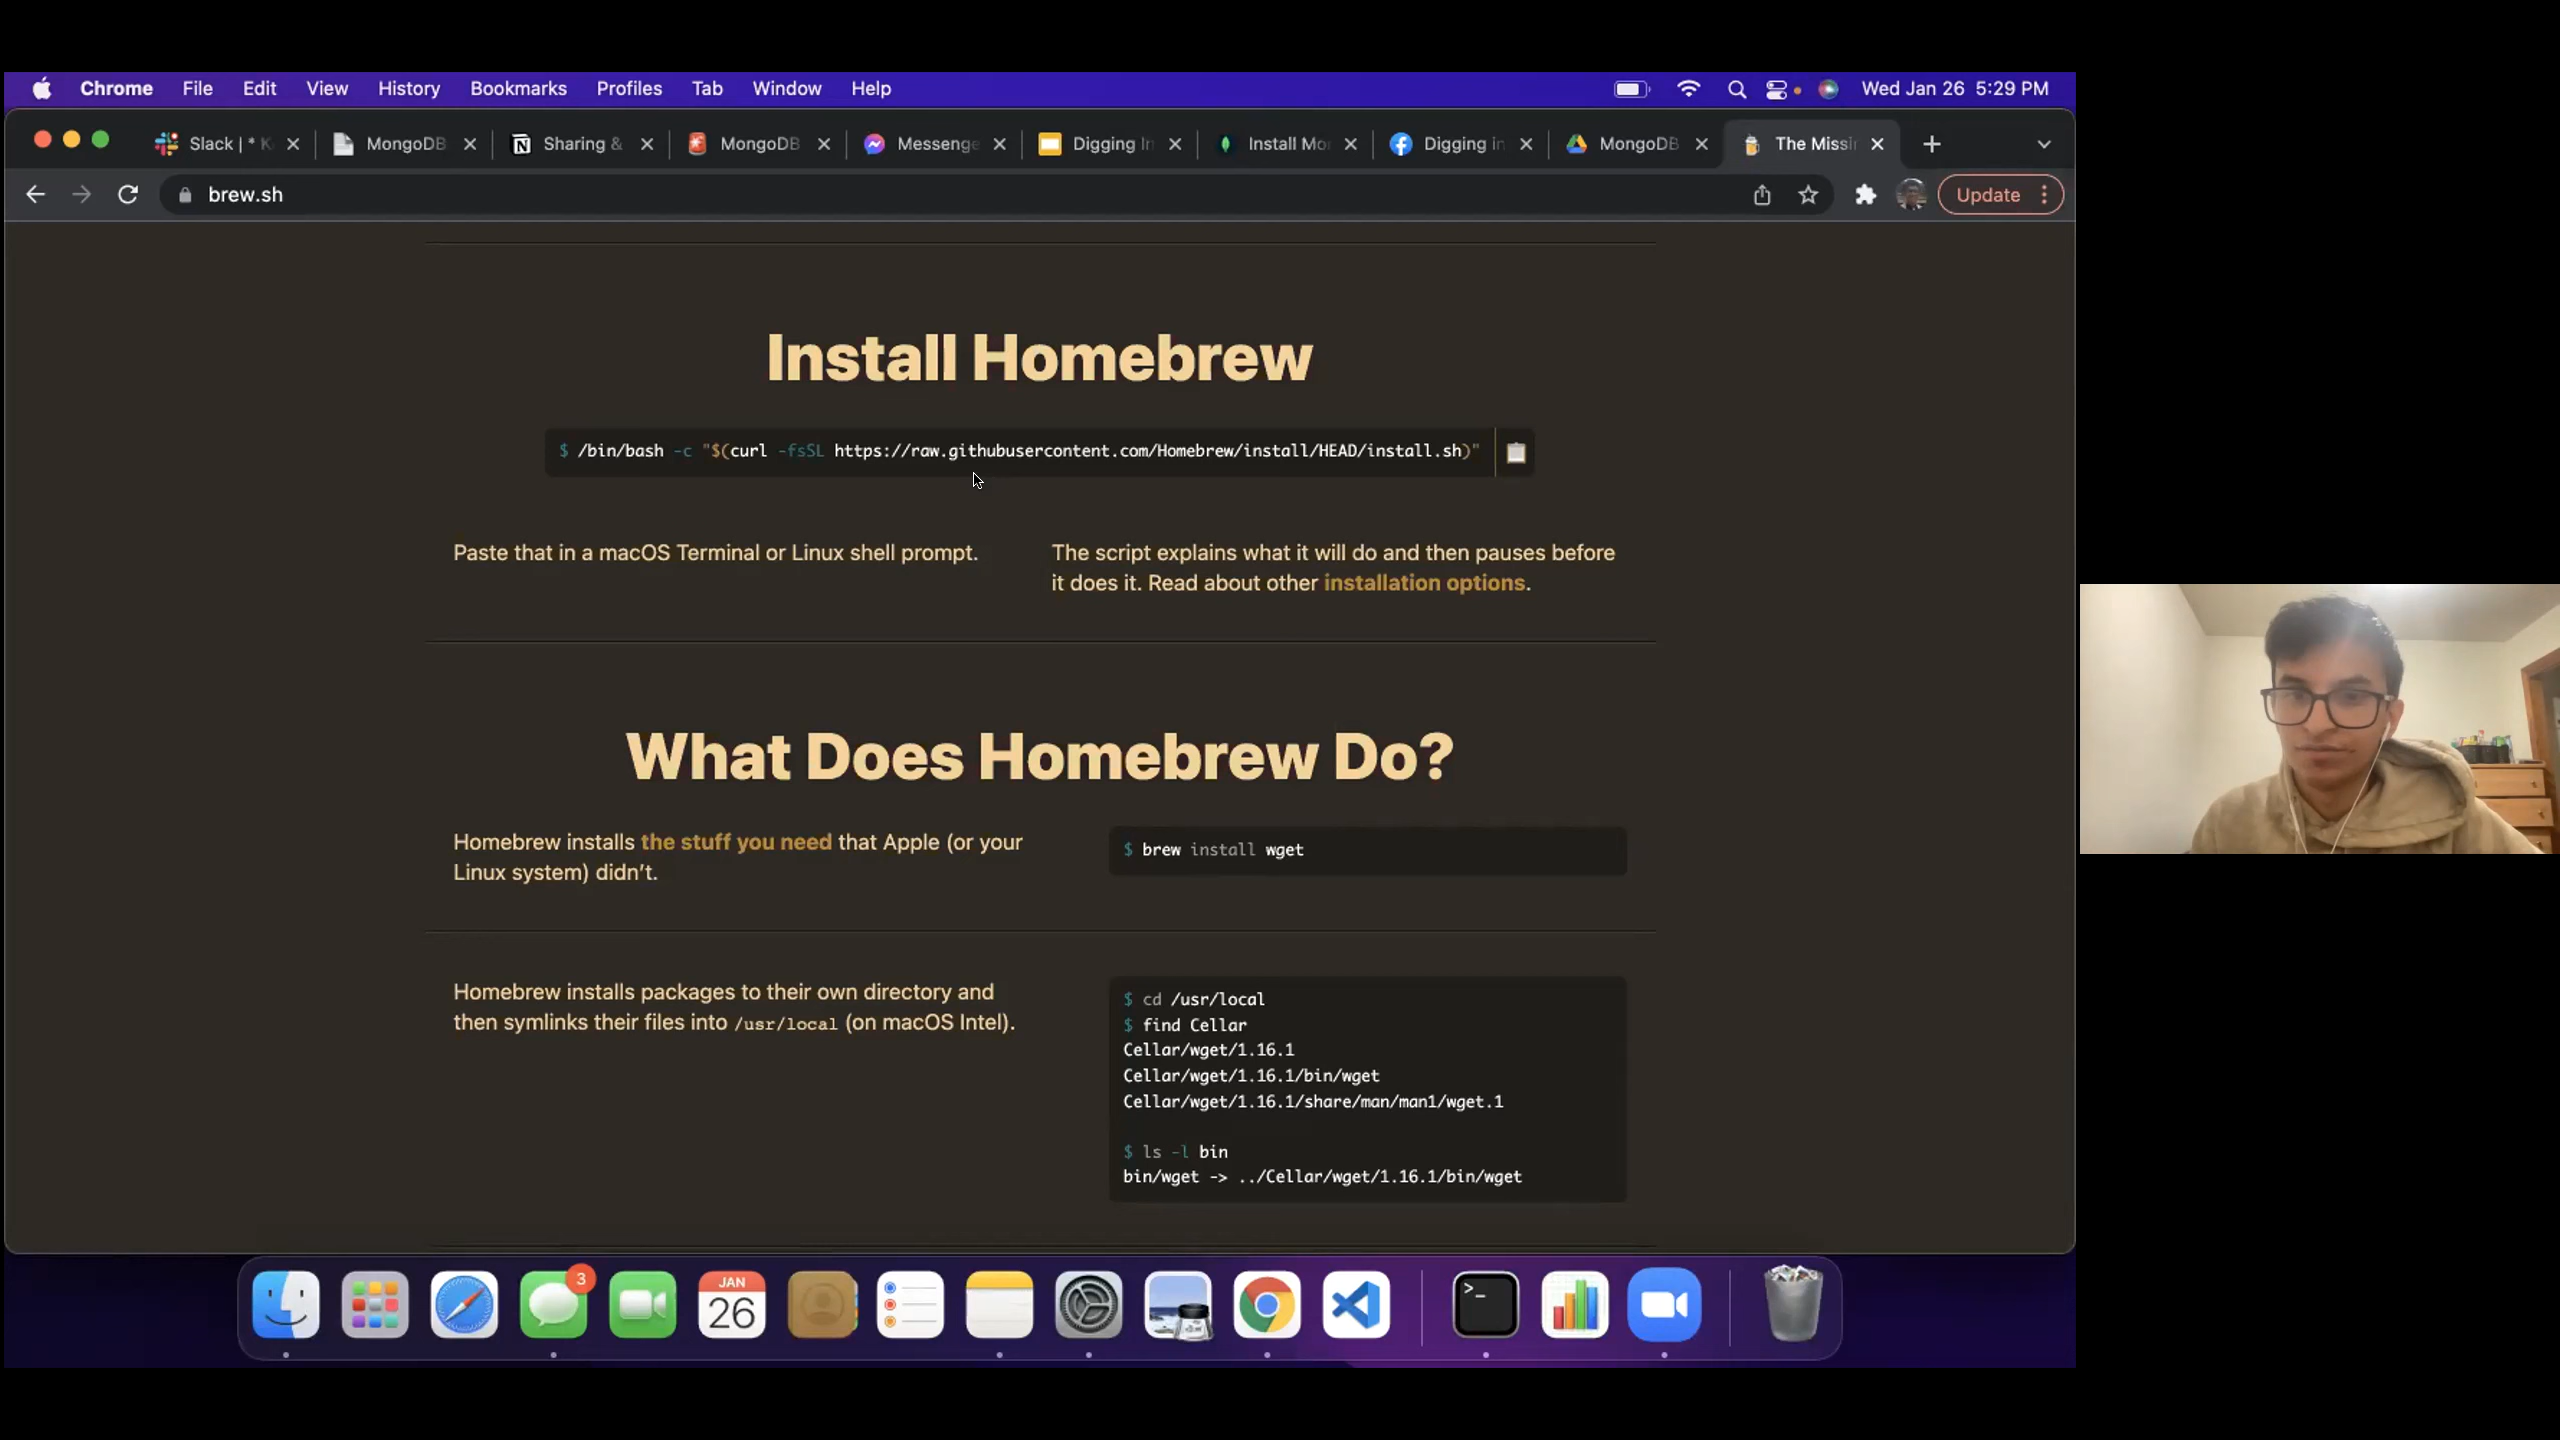 Chrome File Edit View History Bookmarks Profiles Tab Window Help Wed Jan 26 5:29 PM
Slack | * K MongoDB Sharing & MongoDB Messenge Digging In Install Mo Digging in MongoDB The Missi
brew.sh Update
Install Homebrew
$ /bin/bash -c "$(curl -fsSL https://raw.githubusercontent.com/Homebrew/install/HEAD/install.sh)"
Paste that in a macOS Terminal or Linux shell prompt.
The script explains what it will do and then pauses before
it does it. Read about other installation options.
What Does Homebrew Do?
Homebrew installs the stuff you need that Apple (or your
Linux system) didn’t.
$ brew install wget
Homebrew installs packages to their own directory and
then symlinks their files into /usr/local (on macOS Intel).
$ cd /usr/local
$ find Cellar
Cellar/wget/1.16.1
Cellar/wget/1.16.1/bin/wget
Cellar/wget/1.16.1/share/man/man1/wget.1
$ ls -l bin
bin/wget -> ../Cellar/wget/1.16.1/bin/wget
3
JAN
26
>_